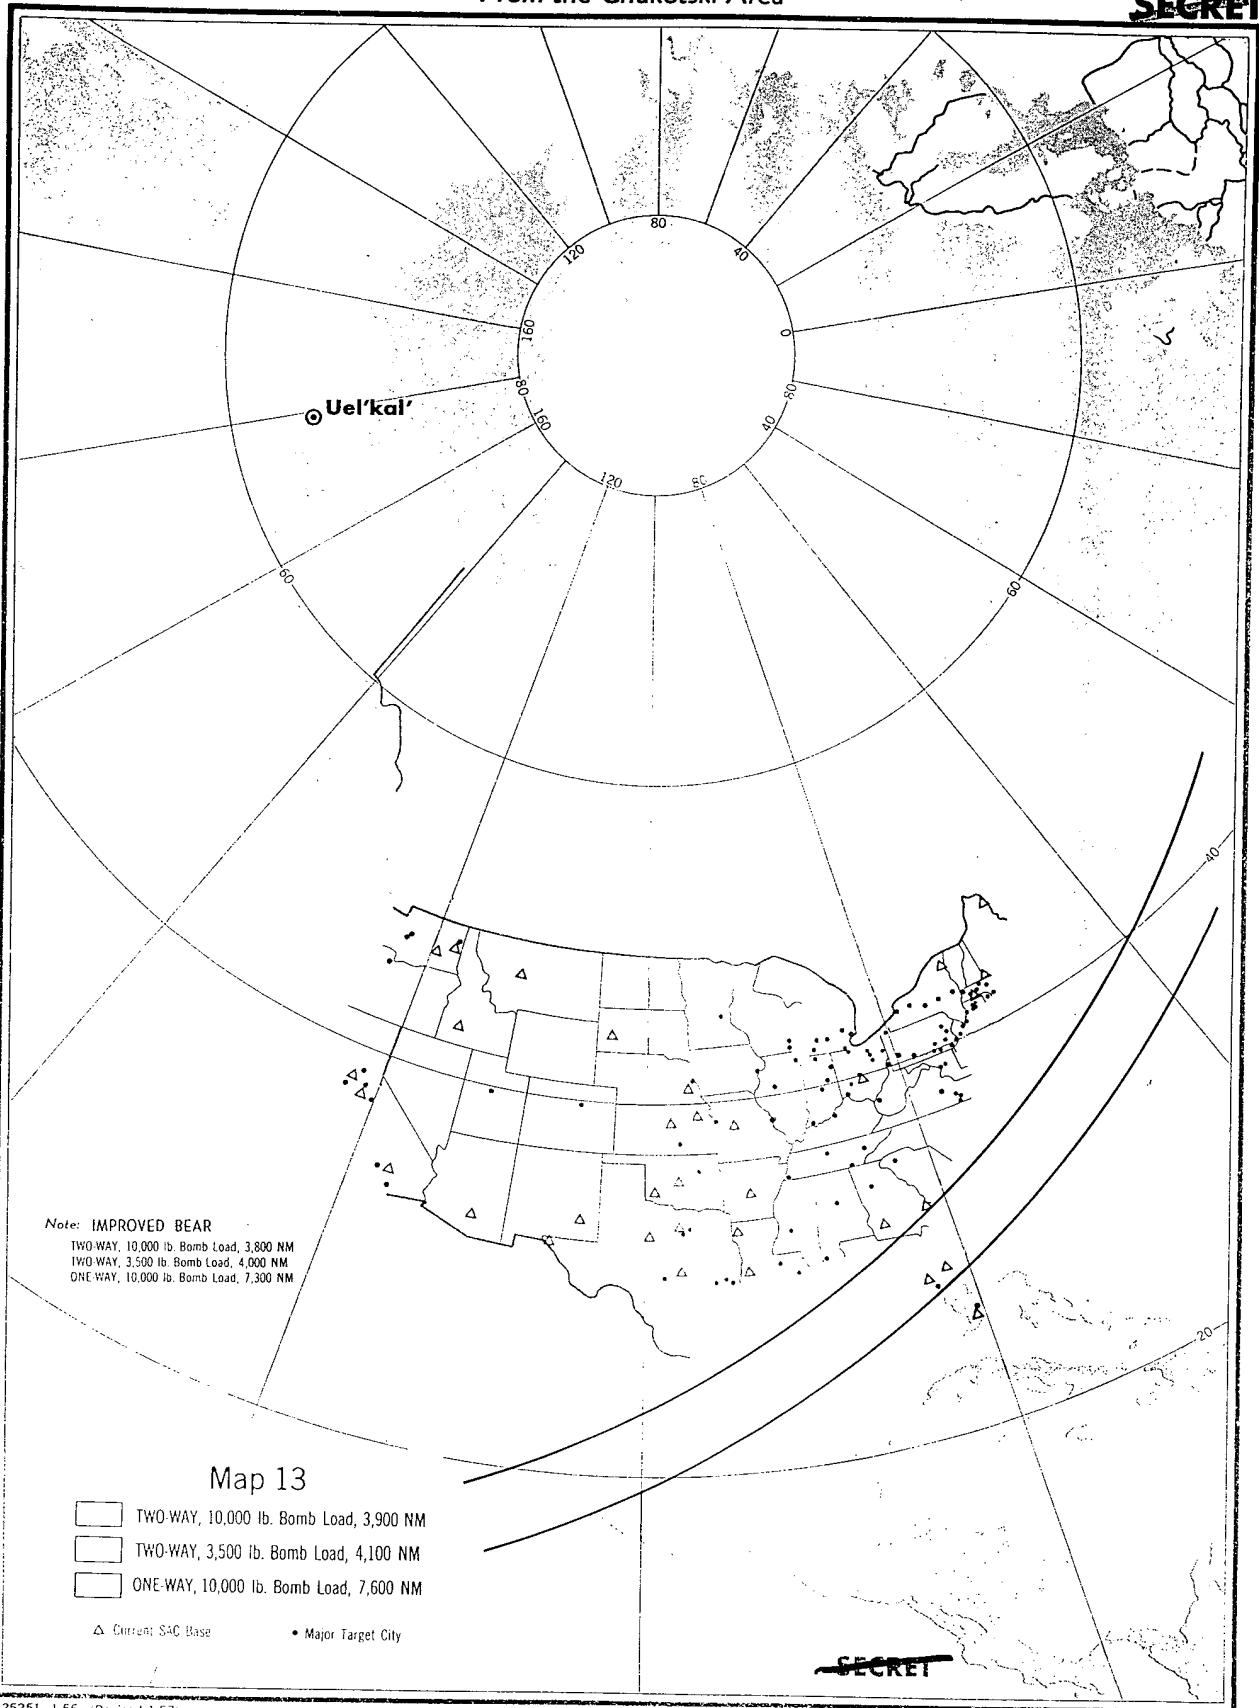 From the Chukotski Area
SECRET
80
120
40
160
0
80
80
160
40
120
80
Uel'kal'
60
60
40
Note: IMPROVED BEAR
TWO-WAY, 10,000 lb. Bomb Load, 3,800 NM
TWO-WAY, 3,500 lb. Bomb Load, 4,000 NM
ONE-WAY, 10,000 lb. Bomb Load, 7,300 NM
20
Map 13
TWO-WAY, 10,000 lb. Bomb Load, 3,900 NM
TWO-WAY, 3,500 lb. Bomb Load, 4,100 NM
ONE-WAY, 10,000 lb. Bomb Load, 7,600 NM
Current SAC Base
Major Target City
SECRET